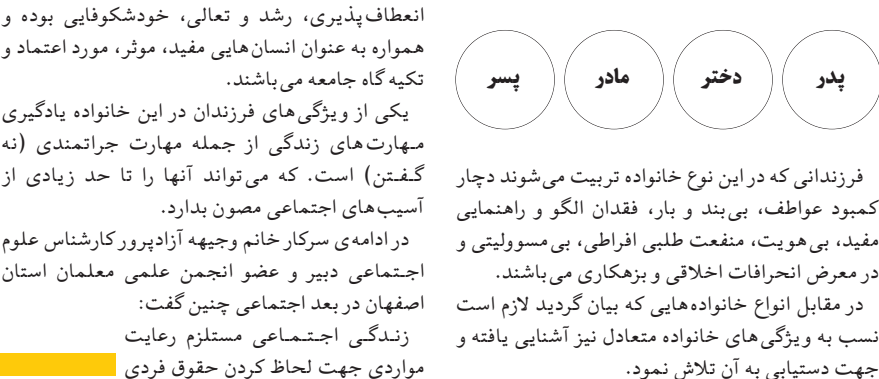 پدر دختر مادر پسر
فرزندانی که در این نوع خانواده تربیت می‌شوند دچار
کمبود عواطف، بی‌بند و بار، فقدان الگو و راهنمایی
مفید، بی‌هویت، منفعت طلبی افراطی، بی‌مسوولیتی و
در معرض انحرافات اخلاقی و بزهکاری می‌باشند.
در مقابل انواع خانواده‌هایی که بیان گردید لازم است
نسب به ویژگی‌های خانواده متعادل نیز آشنایی یافته و
جهت دستیابی به آن تلاش نمود.
انعطاف‌پذیری، رشد و تعالی، خودشکوفایی بوده و
همواره به عنوان انسان‌هایی مفید، موثر، مورد اعتماد و
تکیه گاه جامعه می‌باشند.
یکی از ویژگی‌های فرزندان در این خانواده یادگیری
مهارت‌های زندگی از جمله مهارت جراتمندی (نه
گفتن) است. که می‌تواند آنها را تا حد زیادی از
آسیب‌های اجتماعی مصون بدارد.
در ادامه‌ی سرکار خانم وجیهه آزادپرور کارشناس علوم
اجتماعی دبیر و عضو انجمن علمی معلمان استان
اصفهان در بعد اجتماعی چنین گفت:
زندگی اجتماعی مستلزم رعایت
مواردی جهت لحاظ کردن حقوق فردی